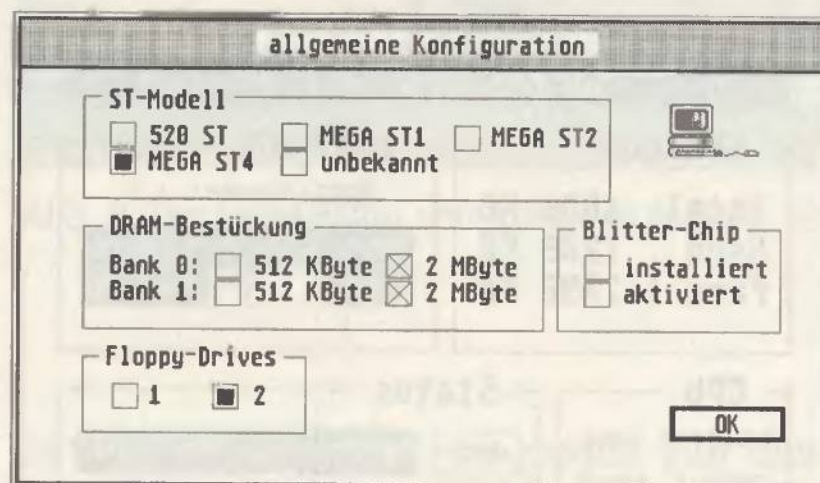 allgemeine Konfiguration
ST-Modell
520 ST MEGA ST1 MEGA ST2
MEGA ST4 unbekannt
DRAM-Bestückung
Bank 0: 512 KByte 2 MByte
Bank 1: 512 KByte 2 MByte
Blitter-Chip
installiert
aktiviert
Floppy-Drives
1 2
OK